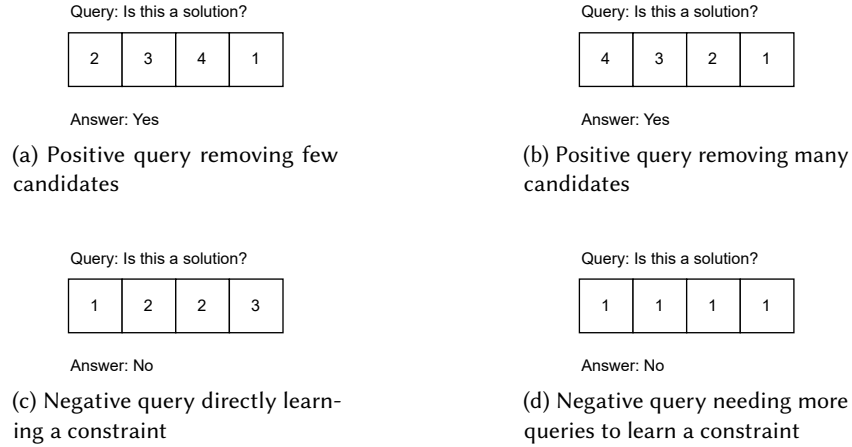 Query: Is this a solution?
2 3 4 1
Answer: Yes
(a) Positive query removing few
candidates
Query: Is this a solution?
4 3 2 1
Answer: Yes
(b) Positive query removing many
candidates
Query: Is this a solution?
1 2 2 3
Answer: No
(c) Negative query directly learn-
ing a constraint
Query: Is this a solution?
1 1 1 1
Answer: No
(d) Negative query needing more
queries to learn a constraint